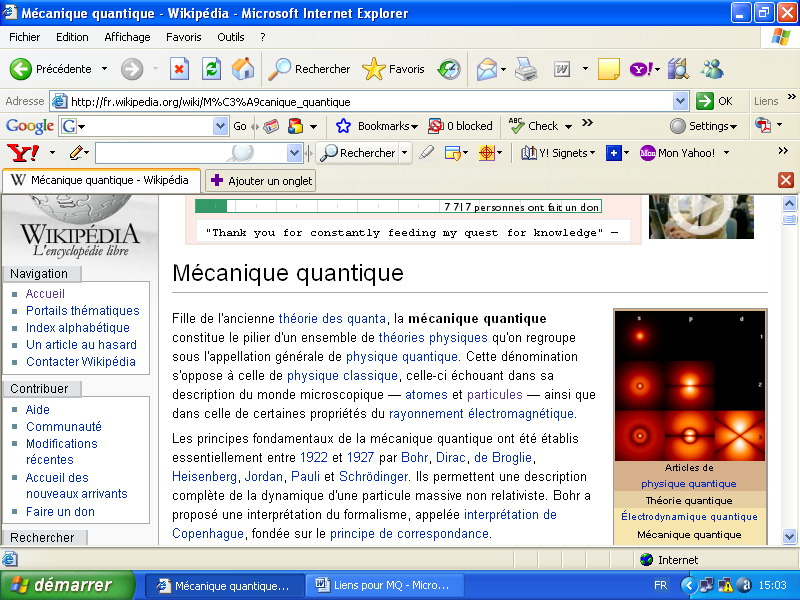 Mécanique quantique - Wikipédia - Microsoft Internet Explorer
Fichier Edition Affichage Favoris Outils ?
Précédente Rechercher Favoris
Adresse http://fr.wikipedia.org/wiki/M%C3%A9canique_quantique OK Liens »
Google G Go Bookmarks 0 blocked ABC Check » Settings
Y! Rechercher Y! Signets Mon Yahoo! »
W Mécanique quantique - Wikipédia Ajouter un onglet
7 717 personnes ont fait un don
"Thank you for constantly feeding my quest for knowledge" —
WIKIPÉDIA
L'encyclopédie libre
Navigation
Accueil
Portails thématiques
Index alphabétique
Un article au hasard
Contacter Wikipédia
Contribuer
Aide
Communauté
Modifications
récentes
Accueil des
nouveaux arrivants
Faire un don
Rechercher
Mécanique quantique
Fille de l'ancienne théorie des quanta, la mécanique quantique
constitue le pilier d'un ensemble de théories physiques qu'on regroupe
sous l'appellation générale de physique quantique. Cette dénomination
s'oppose à celle de physique classique, celle-ci échouant dans sa
description du monde microscopique — atomes et particules — ainsi que
dans celle de certaines propriétés du rayonnement électromagnétique.
Les principes fondamentaux de la mécanique quantique ont été établis
essentiellement entre 1922 et 1927 par Bohr, Dirac, de Broglie,
Heisenberg, Jordan, Pauli et Schrödinger. Ils permettent une description
complète de la dynamique d'une particule massive non relativiste. Bohr a
proposé une interprétation du formalisme, appelée interprétation de
Copenhague, fondée sur le principe de correspondance.
s p d
1
2
3
Articles de
physique quantique
Théorie quantique
Électrodynamique quantique
Mécanique quantique
Internet
démarrer Mécanique quantique... Liens pour MQ - Micro... FR 15:03